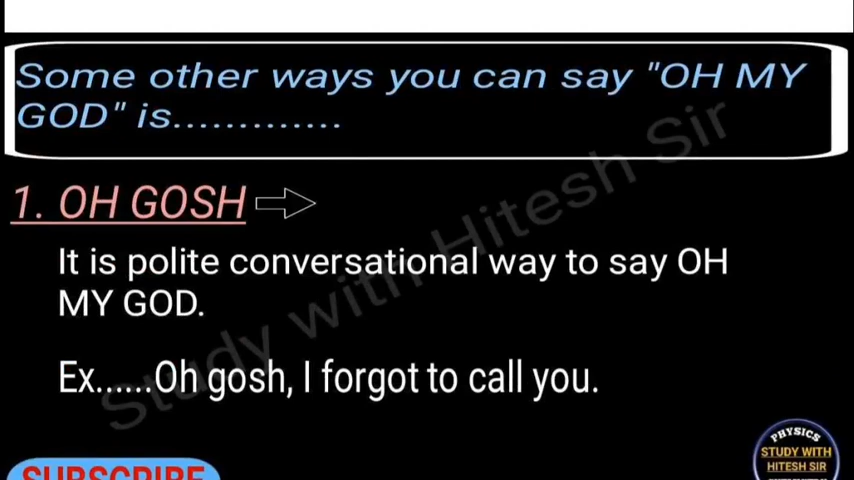 Some other ways you can say "OH MY
GOD" is.............
1. OH GOSH
It is polite conversational way to say OH
MY GOD.
Ex......Oh gosh, I forgot to call you.
Study with Hitesh Sir
SUBSCRIBE
PHYSICS
STUDY WITH
HITESH SIR